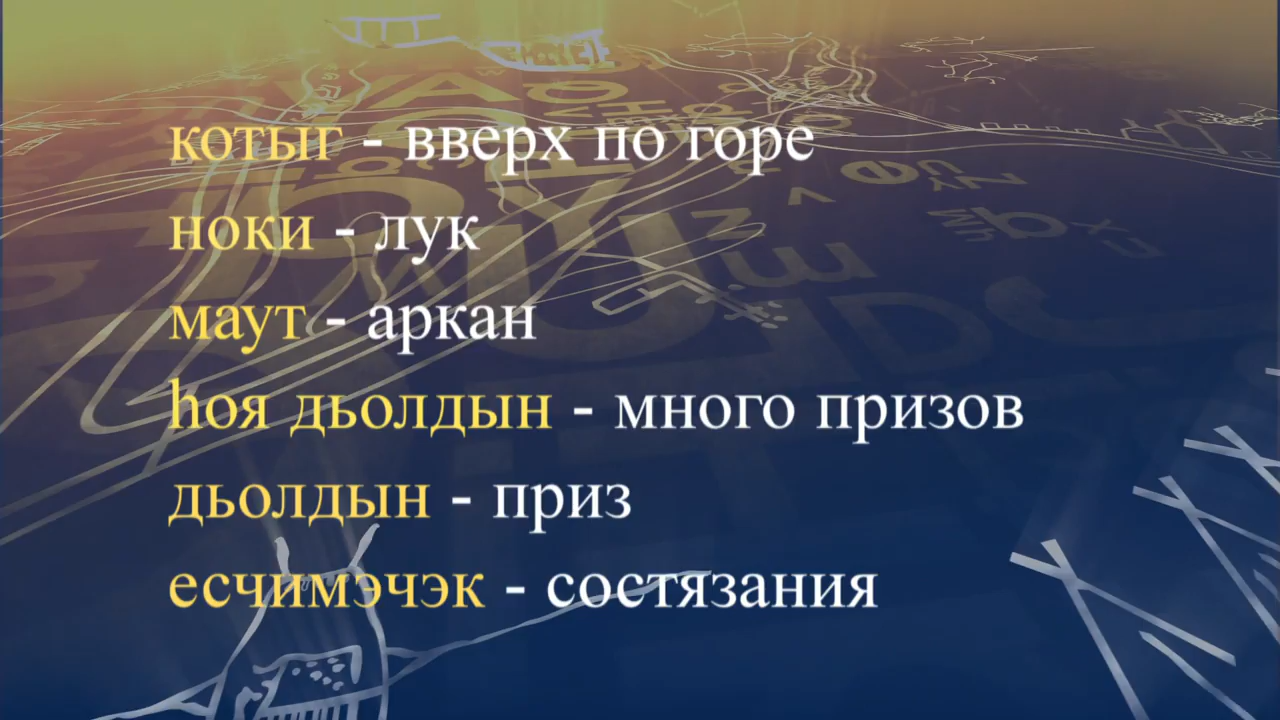 котыг - вверх по горе
ноки - лук
маут - аркан
һоя дьолдын - много призов
дьолдын - приз
есчимэчэк - состязания